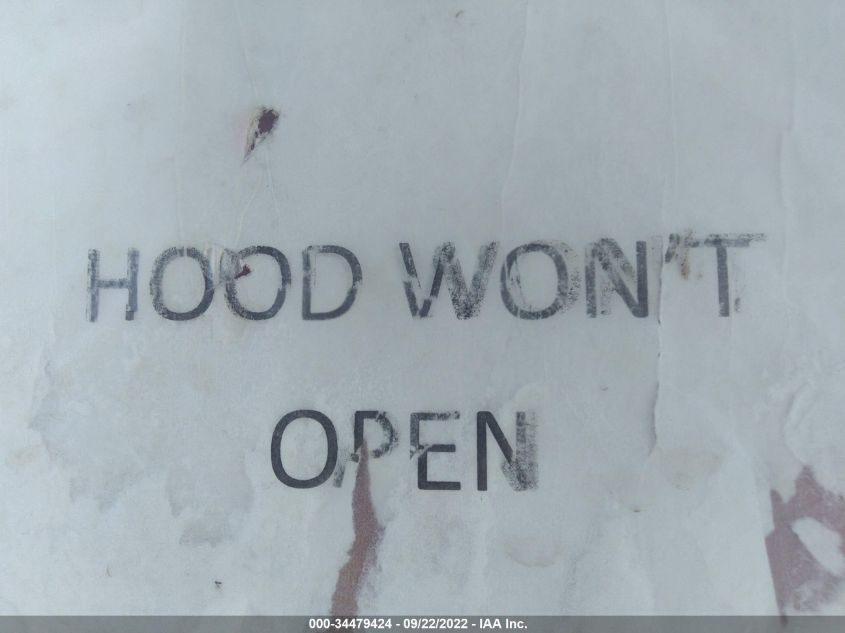 HOOD WON'T
OPEN
000-34479424 - 09/22/2022 - IAA Inc.